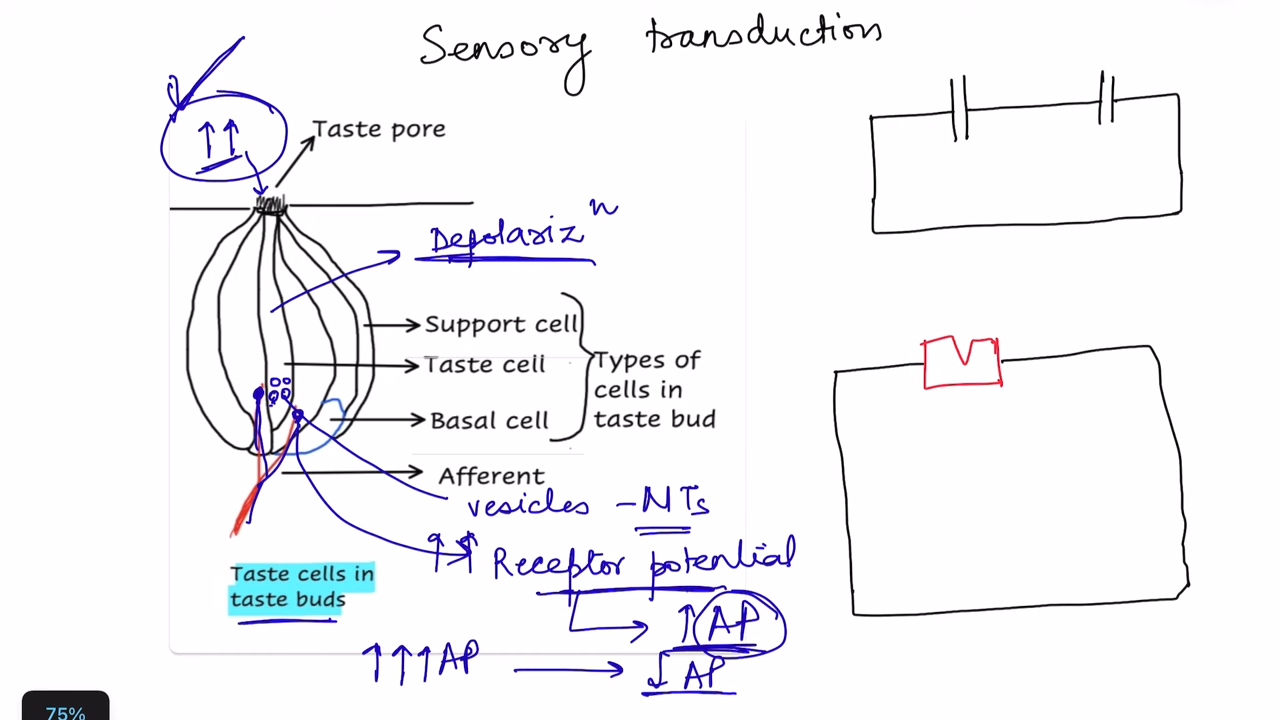 Sensory transduction
↑↑
Taste pore
Depolarizⁿ
Support cell
Taste cell
Basal cell
Types of
cells in
taste bud
Afferent
vesicles - NTs
↑↑ Receptor potential
↑ AP
↑↑↑ AP → ↓ AP
Taste cells in
taste buds
75%